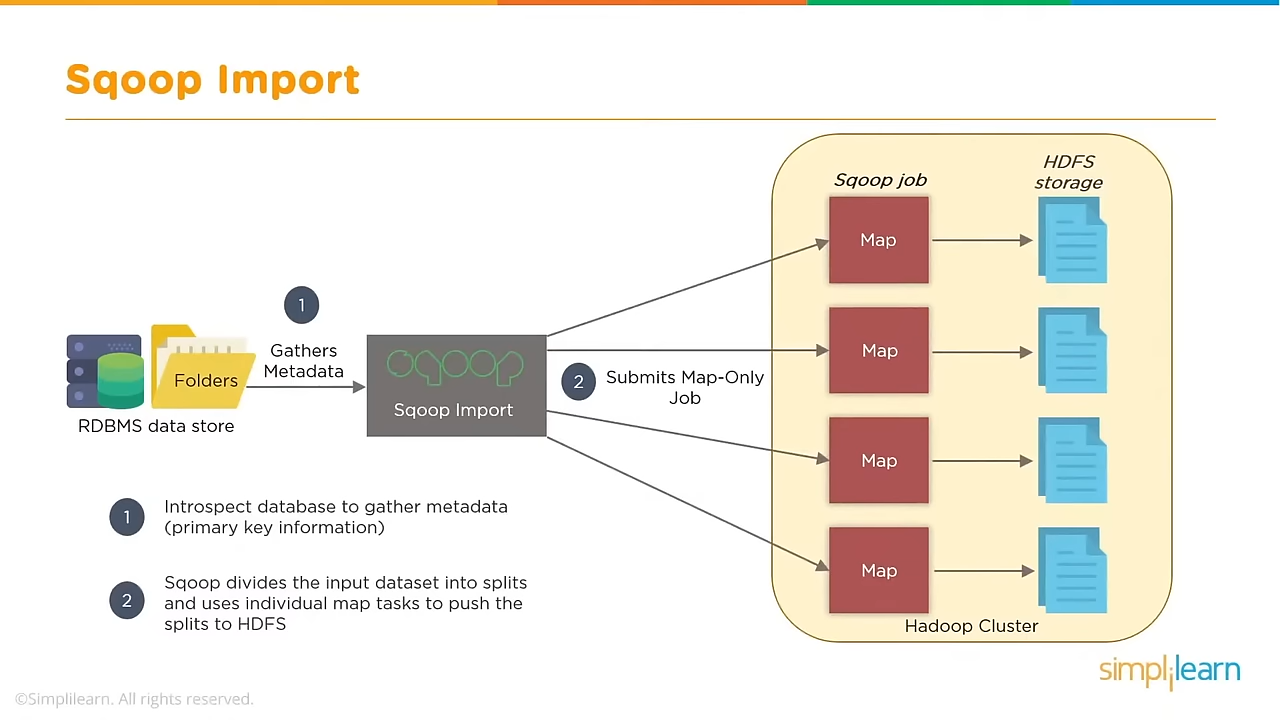 Sqoop Import
Sqoop job
HDFS
storage
Map
1
Gathers
Metadata
Folders
RDBMS data store
sqoop
Sqoop Import
2
Submits Map-Only
Job
Map
Map
Map
Hadoop Cluster
1
Introspect database to gather metadata
(primary key information)
2
Sqoop divides the input dataset into splits
and uses individual map tasks to push the
splits to HDFS
simplilearn
©Simplilearn. All rights reserved.